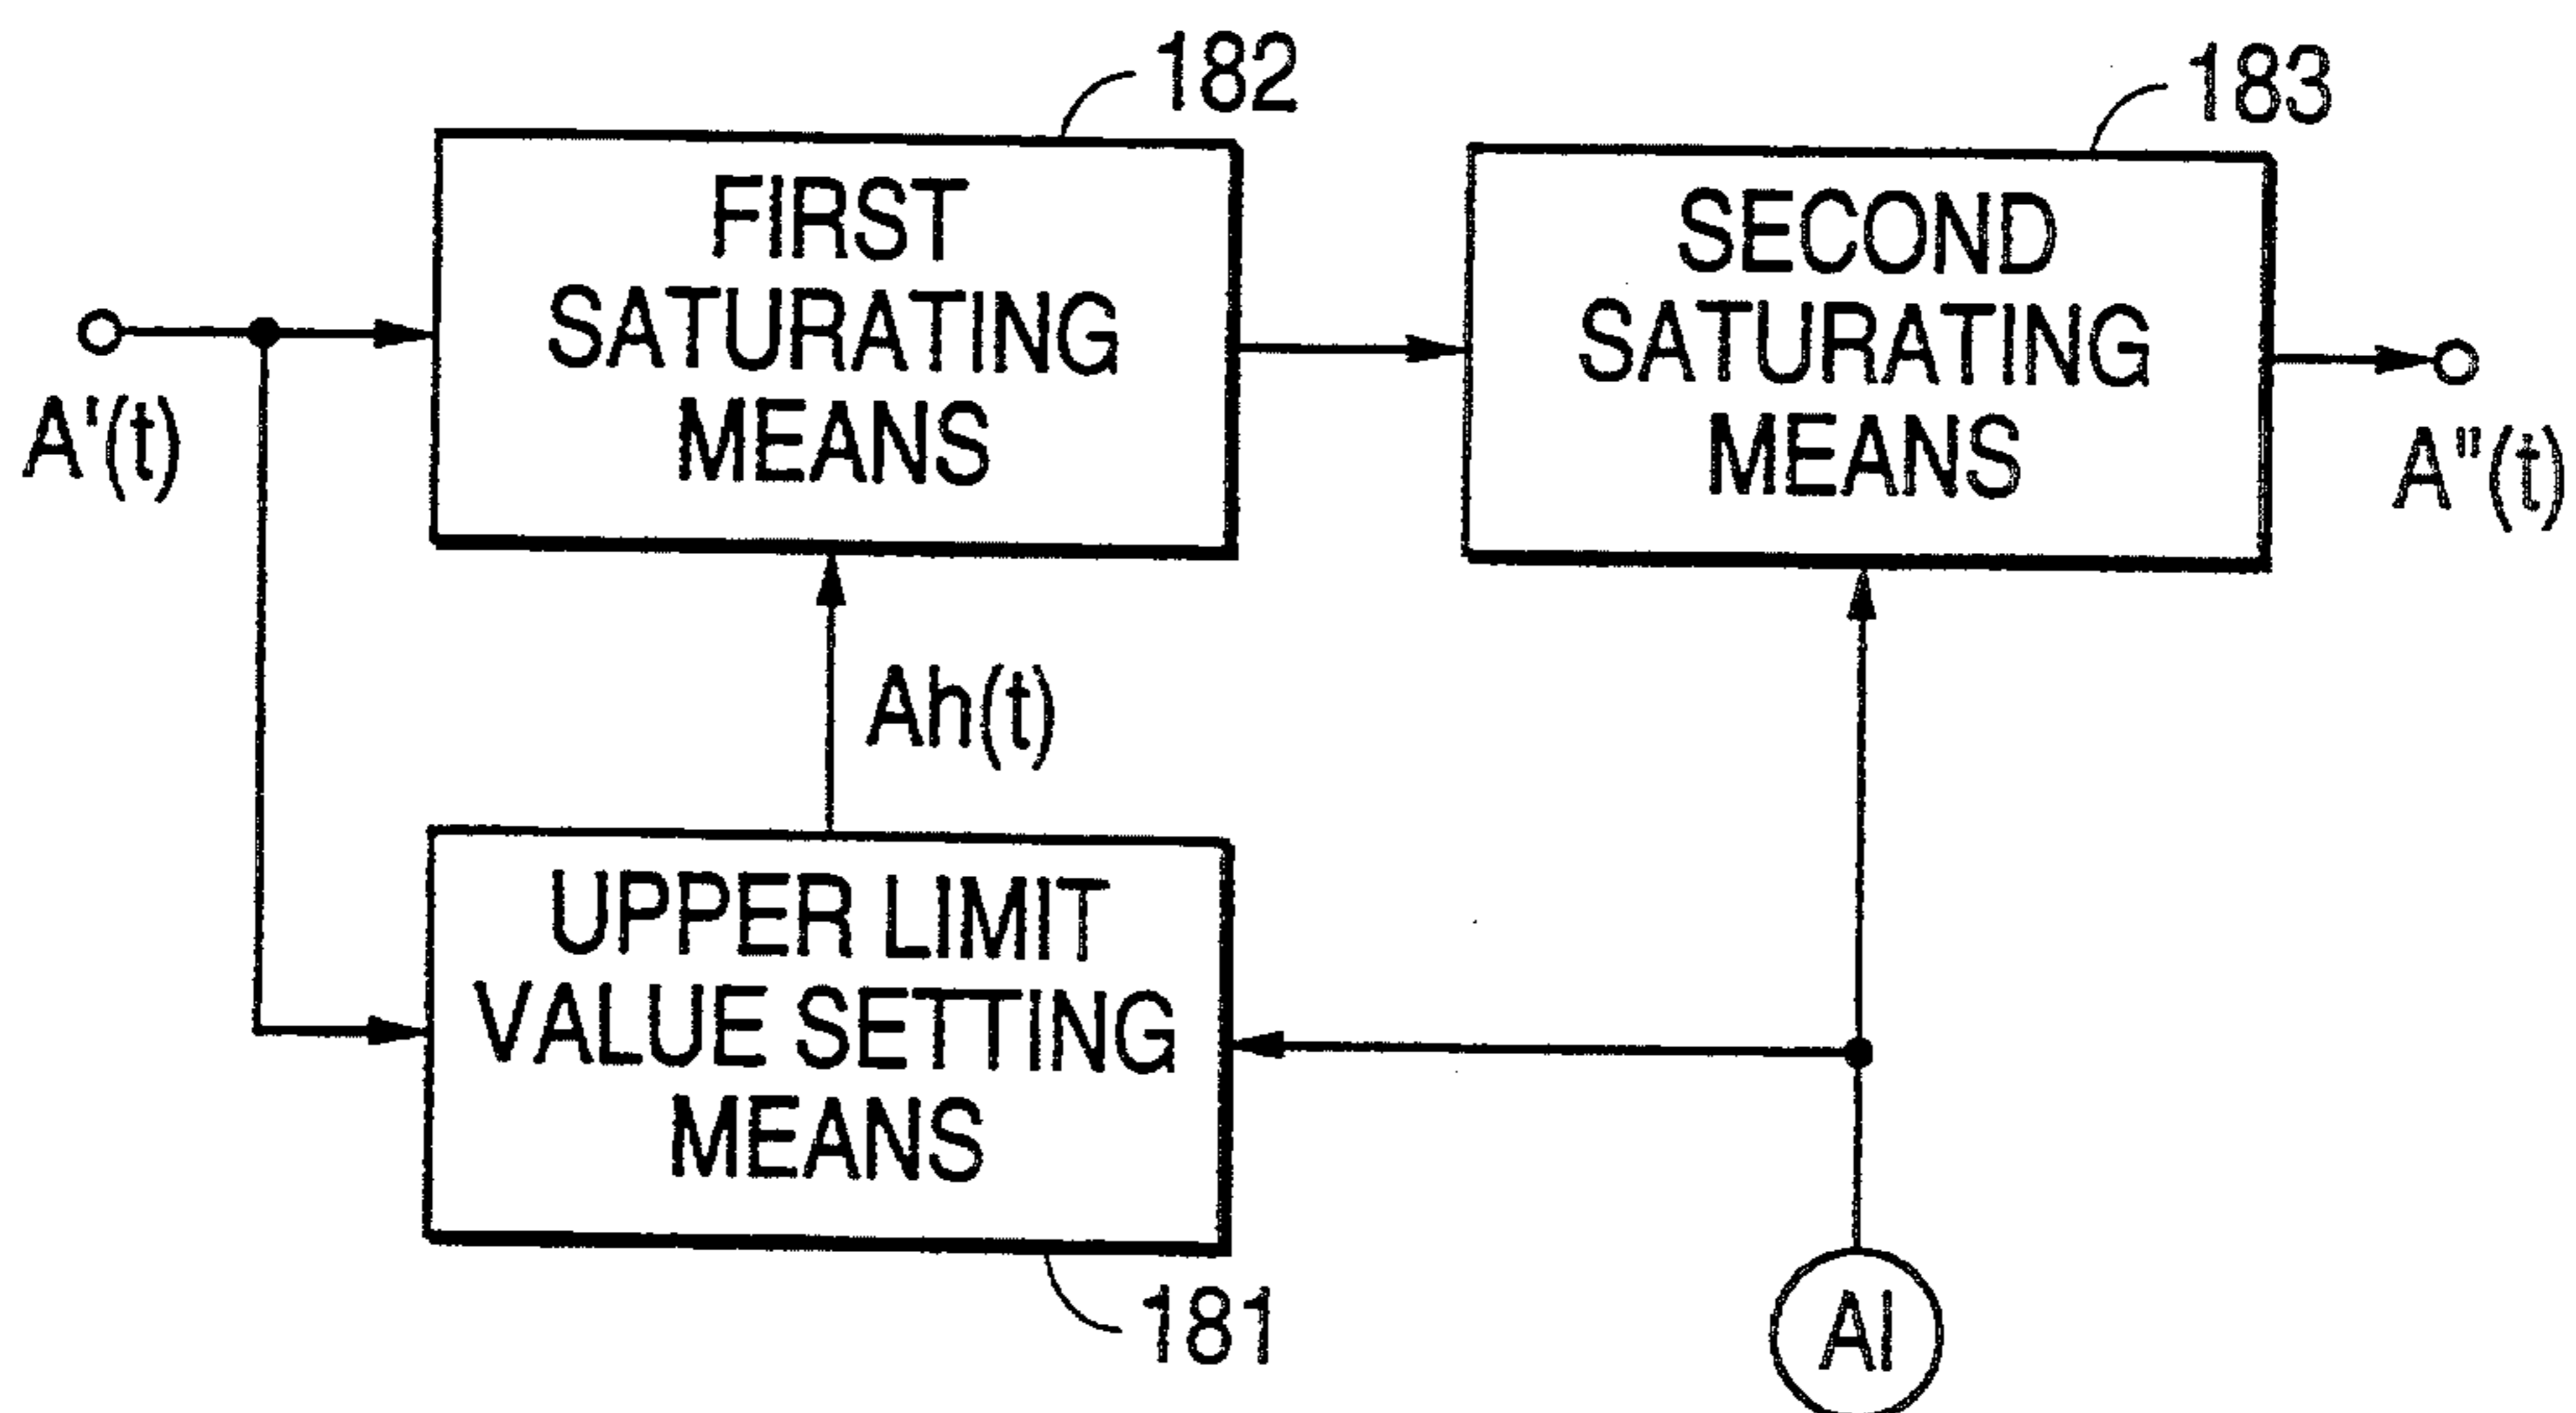 182
183
FIRST
SATURATING
MEANS
SECOND
SATURATING
MEANS
A'(t)
A"(t)
Ah(t)
UPPER LIMIT
VALUE SETTING
MEANS
181
Al